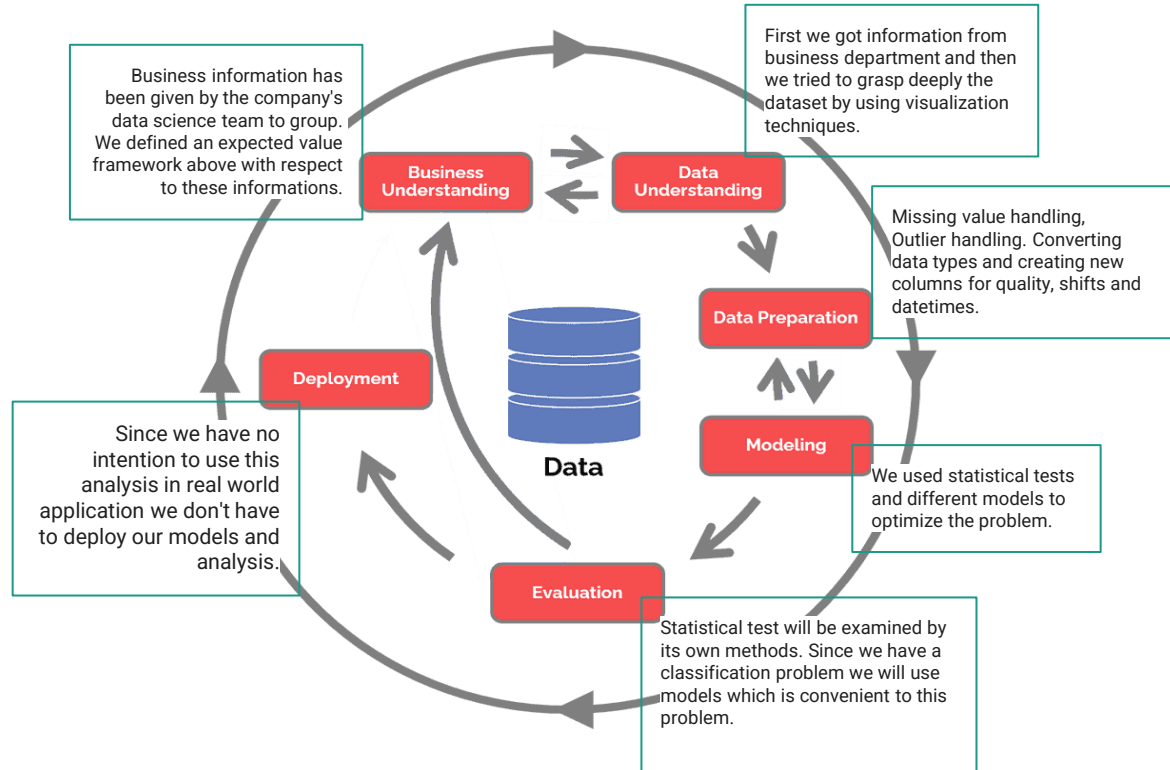 Business information has
been given by the company's
data science team to group.
We defined an expected value
framework above with respect
to these informations.
First we got information from
business department and then
we tried to grasp deeply the
dataset by using visualization
techniques.
Business
Understanding
Data
Understanding
Missing value handling,
Outlier handling. Converting
data types and creating new
columns for quality, shifts and
datetimes.
Data Preparation
Deployment
Data
Modeling
Since we have no
intention to use this
analysis in real world
application we don't have
to deploy our models and
analysis.
We used statistical tests
and different models to
optimize the problem.
Evaluation
Statistical test will be examined by
its own methods. Since we have a
classification problem we will use
models which is convenient to this
problem.